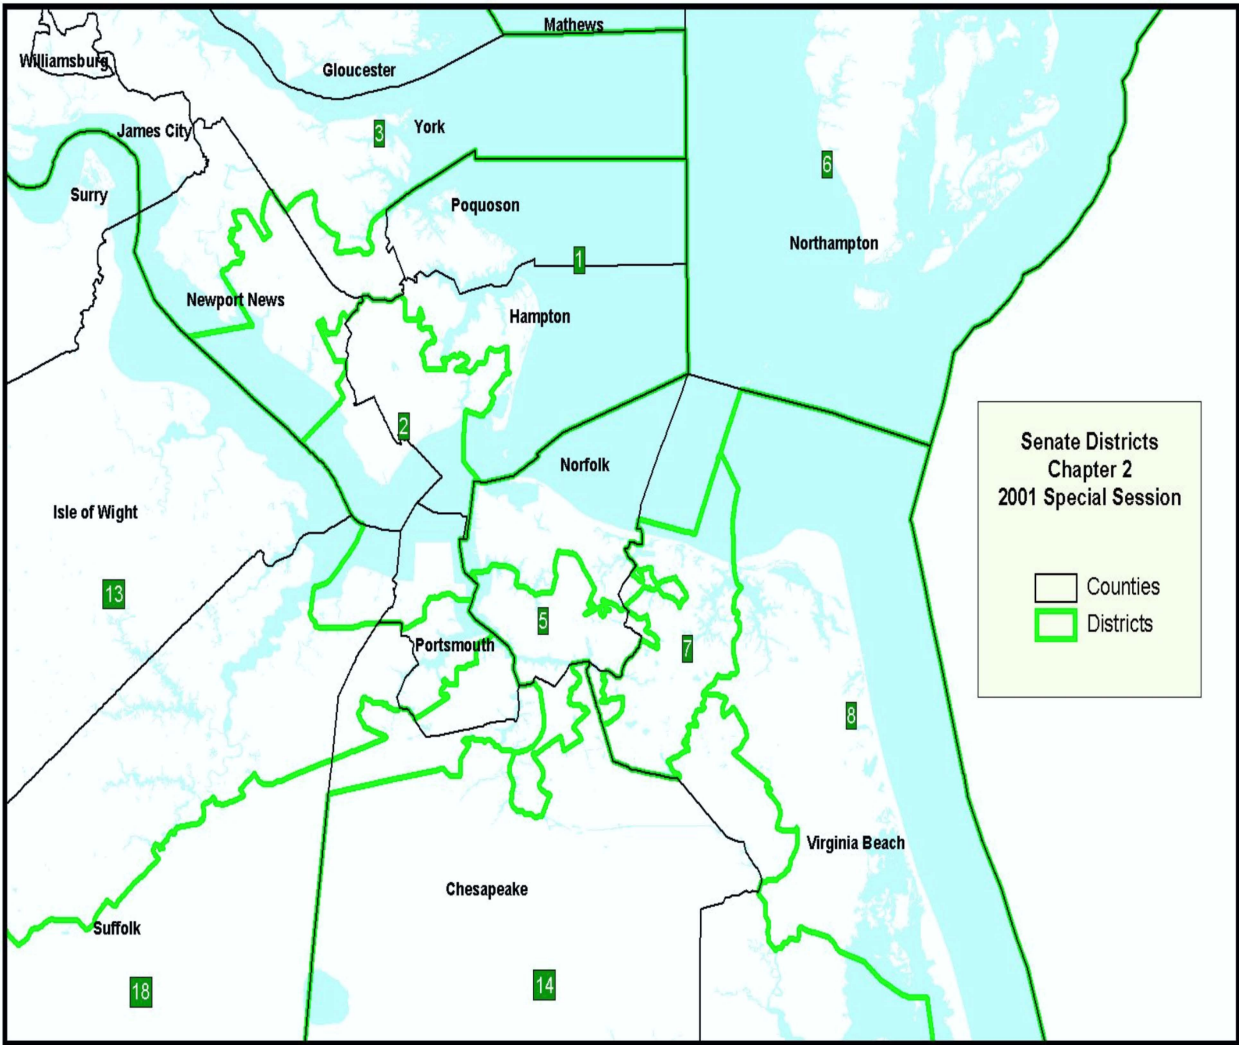 Mathews
Williamsburg
Gloucester
James City
3
York
6
Surry
Poquoson
Northampton
1
Newport News
Hampton
2
Senate Districts
Chapter 2
2001 Special Session
Norfolk
Isle of Wight
Counties
Districts
13
5
Portsmouth
7
8
Virginia Beach
Chesapeake
Suffolk
18
14